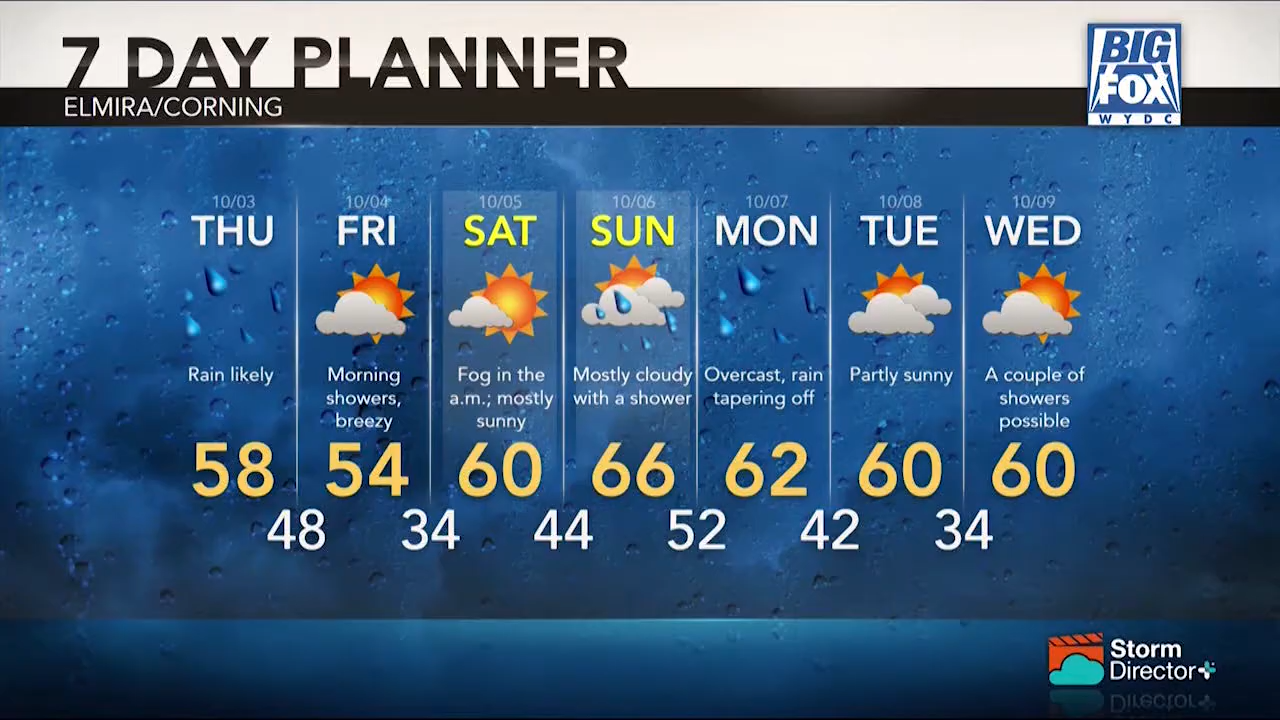 7 DAY PLANNER
ELMIRA/CORNING
BIG
FOX
WYDC
10/03 10/04 10/05 10/06 10/07 10/08 10/09
THU FRI SAT SUN MON TUE WED
Rain likely
Morning
showers,
breezy
Fog in the
a.m.; mostly
sunny
Mostly cloudy
with a shower
Overcast, rain
tapering off
Partly sunny
A couple of
showers
possible
58 54 60 66 62 60 60
48 34 44 52 42 34
Storm
Director+